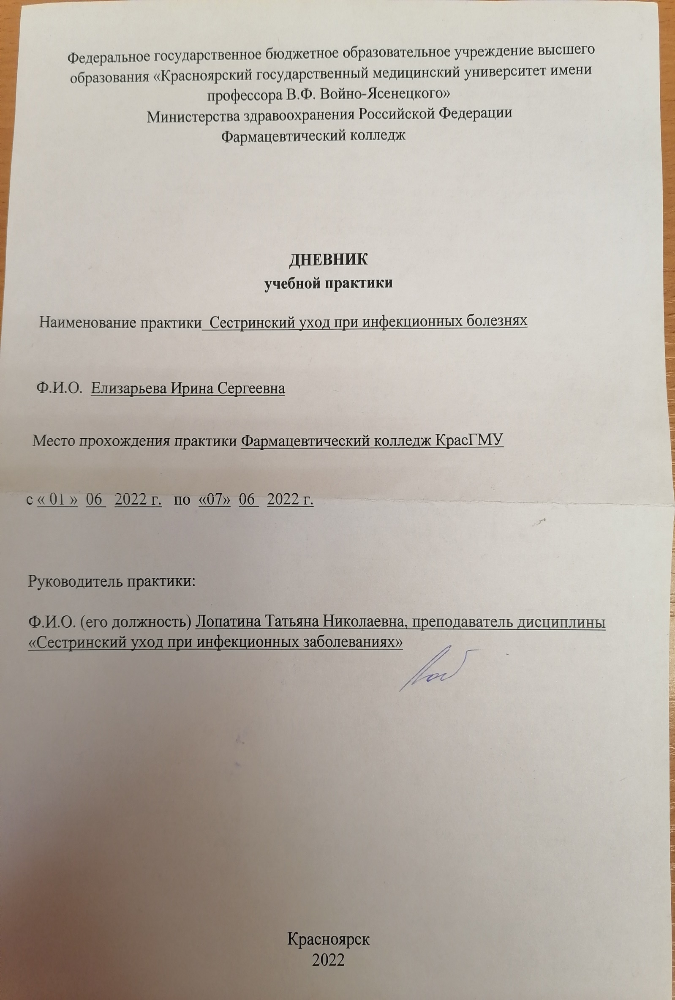 Федеральное государственное бюджетное образовательное учреждение высшего
образования «Красноярский государственный медицинский университет имени
профессора В.Ф. Войно-Ясенецкого»
Министерства здравоохранения Российской Федерации
Фармацевтический колледж
ДНЕВНИК
учебной практики
Наименование практики Сестринский уход при инфекционных болезнях
Ф.И.О. Елизарьева Ирина Сергеевна
Место прохождения практики Фармацевтический колледж КрасГМУ
с « 01 » 06 2022 г. по «07» 06 2022 г.
Руководитель практики:
Ф.И.О. (его должность) Лопатина Татьяна Николаевна, преподаватель дисциплины
«Сестринский уход при инфекционных заболеваниях»
Красноярск
2022